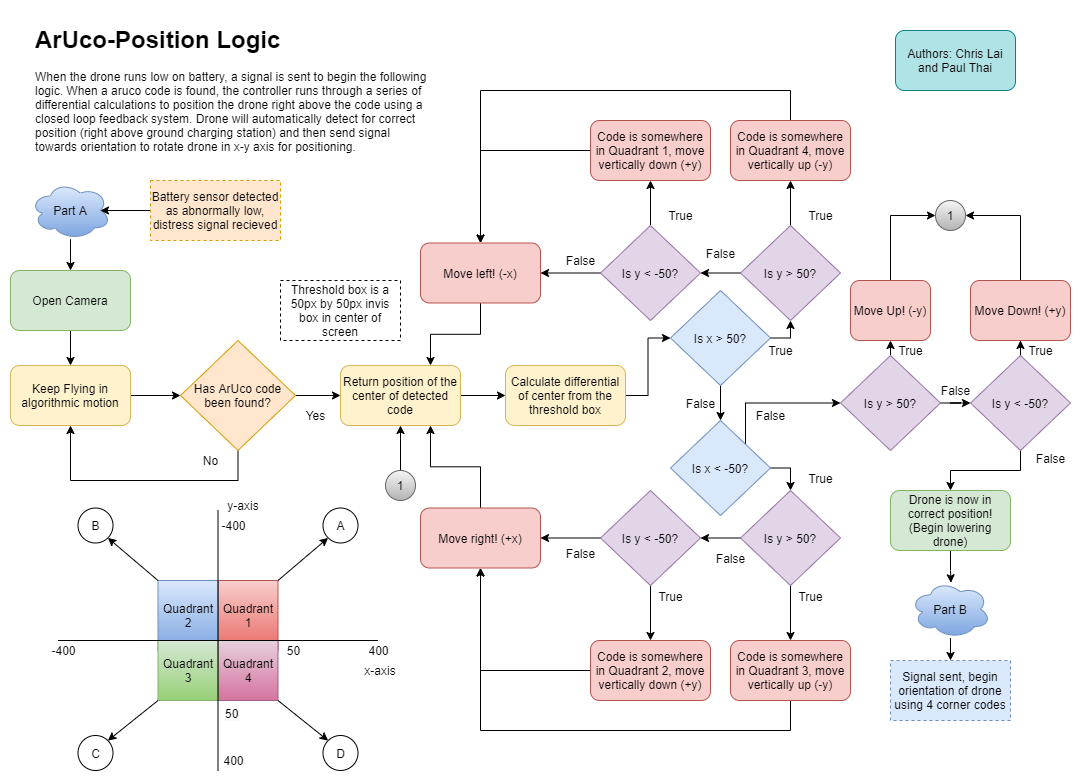 ArUco-Position Logic
When the drone runs low on battery, a signal is sent to begin the following
logic. When a aruco code is found, the controller runs through a series of
differential calculations to position the drone right above the code using a
closed loop feedback system. Drone will automatically detect for correct
position (right above ground charging station) and then send signal
towards orientation to rotate drone in x-y axis for positioning.
Authors: Chris Lai
and Paul Thai
Part A
Battery sensor detected
as abnormally low,
distress signal recieved
Open Camera
Keep Flying in
algorithmic motion
Has ArUco code
been found?
Yes
No
Threshold box is a
50px by 50px invis
box in center of
screen
Return position of the
center of detected
code
1
Calculate differential
of center from the
threshold box
Is x > 50?
True
False
Is y > 50?
True
False
Code is somewhere
in Quadrant 4, move
vertically up (-y)
Is y < -50?
True
False
Code is somewhere
in Quadrant 1, move
vertically down (+y)
Move left! (-x)
Is x < -50?
False
True
Is y > 50?
False
True
Code is somewhere
in Quadrant 3, move
vertically up (-y)
Is y < -50?
False
True
Code is somewhere
in Quadrant 2, move
vertically down (+y)
Move right! (+x)
Is y > 50?
True
False
Move Up! (-y)
1
Is y < -50?
True
False
Move Down! (+y)
Drone is now in
correct position!
(Begin lowering
drone)
Part B
Signal sent, begin
orientation of drone
using 4 corner codes
y-axis
-400
B
A
Quadrant
2
Quadrant
1
-400
50
400
x-axis
Quadrant
3
Quadrant
4
50
C
D
400